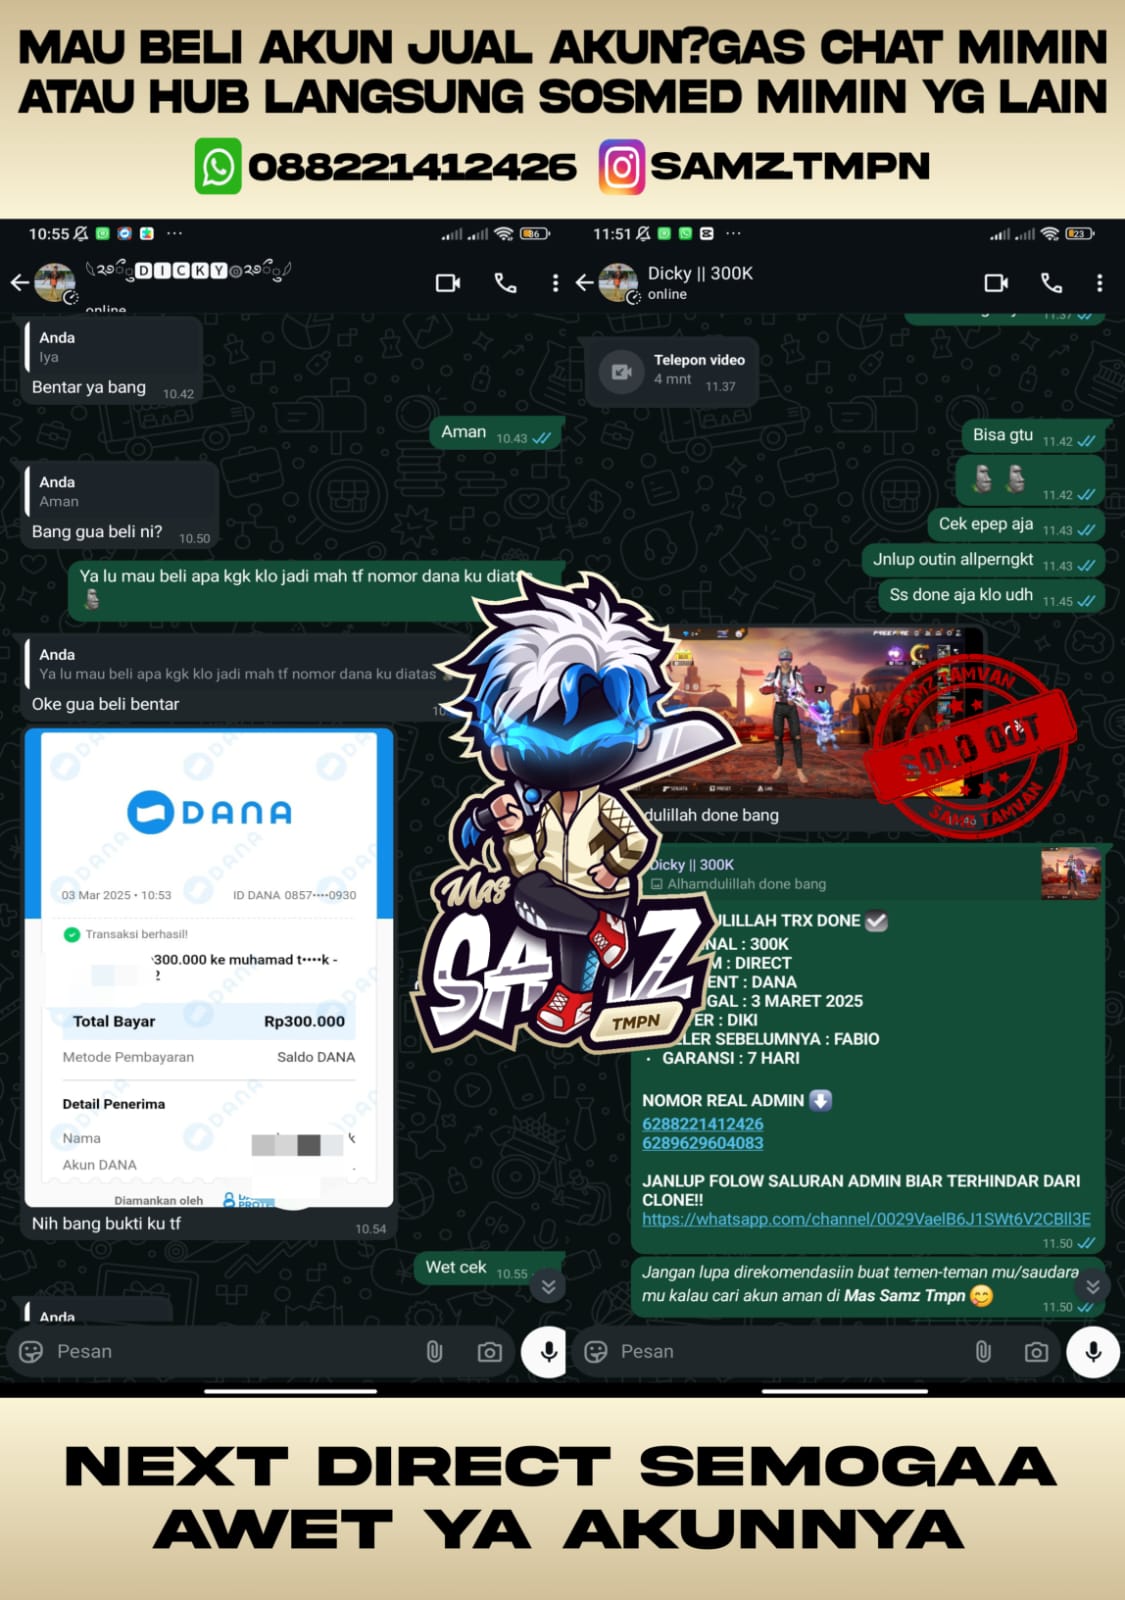 MAU BELI AKUN JUAL AKUN?GAS CHAT MIMIN
ATAU HUB LANGSUNG SOSMED MIMIN YG LAIN
088221412426 SAMZ.TMPN
10:55
86
DICKY
online
Anda
Iya
Bentar ya bang 10.42
Aman 10.43
Anda
Aman
Bang gua beli ni? 10.50
Ya lu mau beli apa kgk klo jadi mah tf nomor dana ku diata
Anda
Ya lu mau beli apa kgk klo jadi mah tf nomor dana ku diatas
Oke gua beli bentar
DANA
03 Mar 2025 • 10:53 ID DANA 0857••••0930
Transaksi berhasil!
300.000 ke muhamad t••••k -
2
Total Bayar Rp300.000
Metode Pembayaran Saldo DANA
Detail Penerima
Nama k
Akun DANA
Diamankan oleh
Nih bang bukti ku tf 10.54
Wet cek 10.55
Anda
Pesan
11:51
23
Dicky || 300K
online
11.37
Telepon video
4 mnt 11.37
Bisa gtu 11.42
11.42
Cek epep aja 11.43
Jnlup outin allperngkt 11.43
Ss done aja klo udh 11.45
FREE FIRE
SAMZ TAMVAN
SOLD OUT
SAMZ TAMVAN
dulillah done bang
Dicky || 300K
Alhamdulillah done bang
ULILLAH TRX DONE
NAL : 300K
M : DIRECT
ENT : DANA
GAL : 3 MARET 2025
ER : DIKI
LER SEBELUMNYA : FABIO
• GARANSI : 7 HARI
NOMOR REAL ADMIN
6288221412426
6289629604083
JANLUP FOLOW SALURAN ADMIN BIAR TERHINDAR DARI
CLONE!!
https://whatsapp.com/channel/0029VaelB6J1SWt6V2CBll3E
11.50
Jangan lupa direkomendasiin buat temen-teman mu/saudara
mu kalau cari akun aman di Mas Samz Tmpn
11.50
Pesan
Mas
SAMZ
TMPN
NEXT DIRECT SEMOGAA
AWET YA AKUNNYA